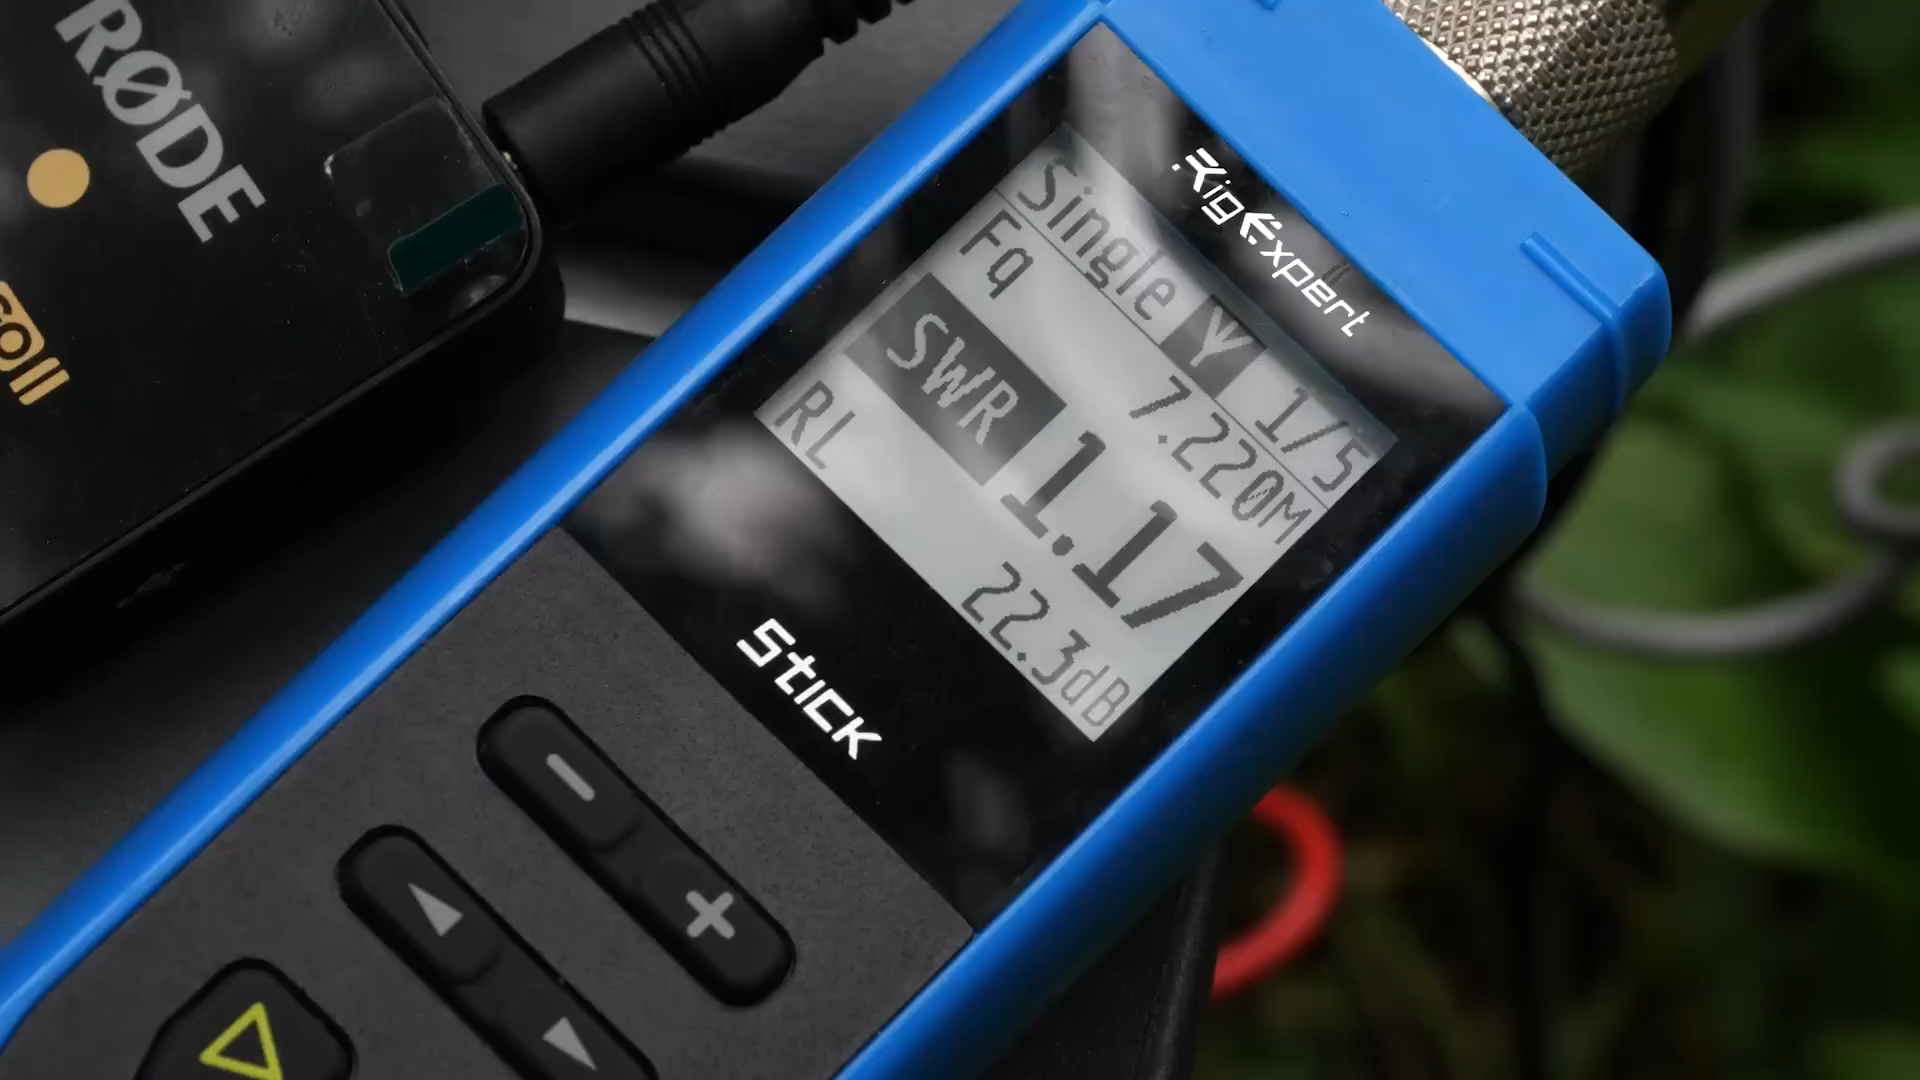 RØDE
RigExpert
Single Y 1/5
Fq 7.220M
SWR 1.17
RL 22.3dB
Stick
- +